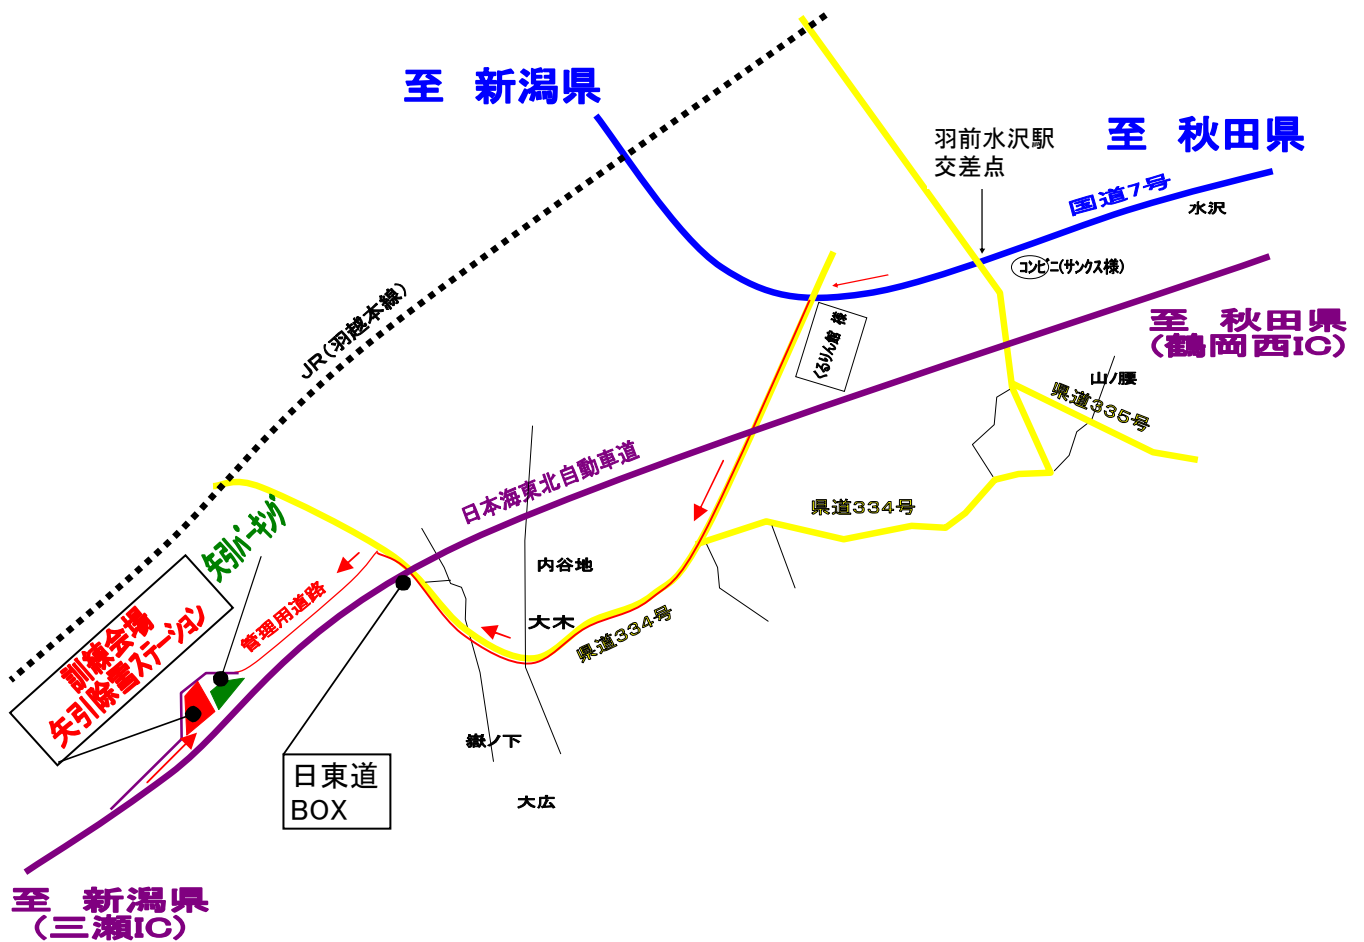 至　新潟県
羽前水沢駅
交差点
至　秋田県
国道7号
水沢
コンビニ(サンクス様)
JR(羽越本線)
くるりん館 様
至　秋田県
(鶴岡西IC)
山ノ腰
県道335号
日本海東北自動車道
県道334号
矢引パーキング
内谷地
管理用道路
大木
県道334号
訓練会場
矢引除雪ステーション
嶽ノ下
日東道
BOX
大広
至　新潟県
(三瀬IC)